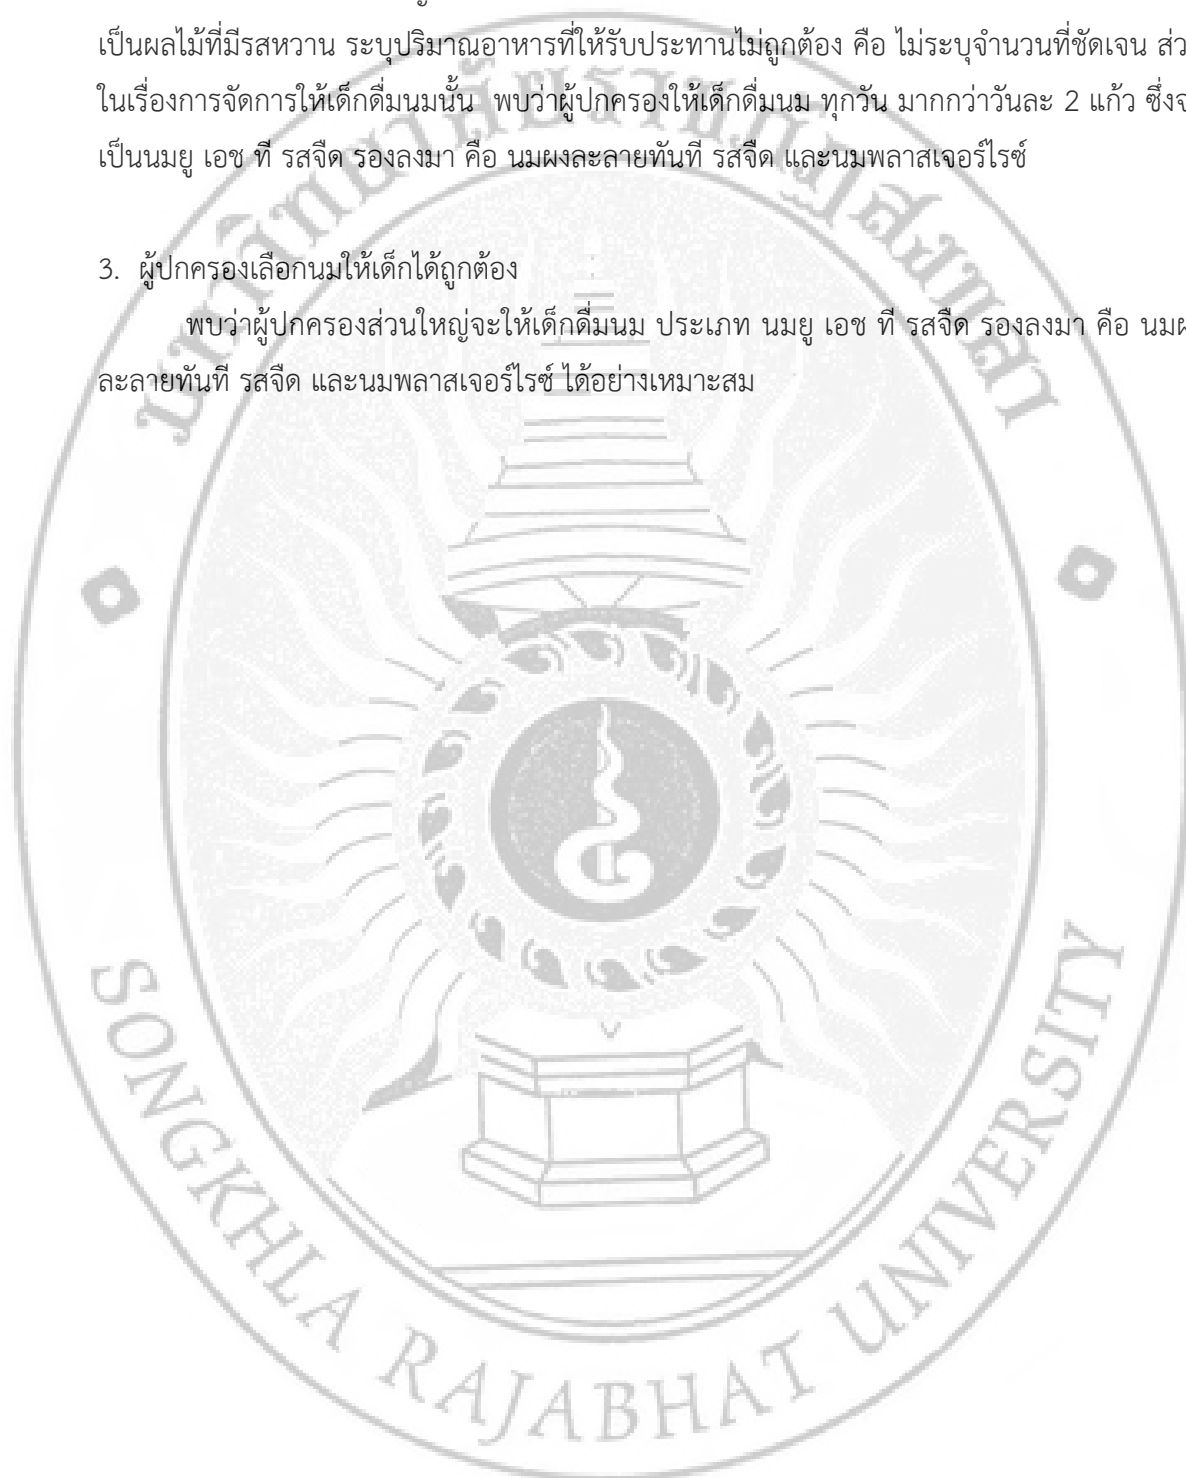 เป็นผลไม้ที่มีรสหวาน ระบุปริมาณอาหารที่ให้รับประทานไม่ถูกต้อง คือ ไม่ระบุจำนวนที่ชัดเจน
ในเรื่องการจัดการให้เด็กดื่มนมนั้น พบว่าผู้ปกครองให้เด็กดื่มนม ทุกวัน มากกว่าวันละ 2 แก้ว
เป็นนมยู เอช ที รสจืด รองลงมา คือ นมผงละลายทันที รสจืด และนมพลาสเจอร์ไรซ์
3. ผู้ปกครองเลือกนมให้เด็กได้ถูกต้อง
พบว่าผู้ปกครองส่วนใหญ่จะให้เด็กดื่มนม ประเภท นมยู เอช ที รสจืด รองลงมา คือ
ละลายทันที รสจืด และนมพลาสเจอร์ไรซ์ ได้อย่างเหมาะสม
มหาวิทยาลัยราชภัฏสงขลา
SONGKHLA RAJABHAT UNIVERSITY